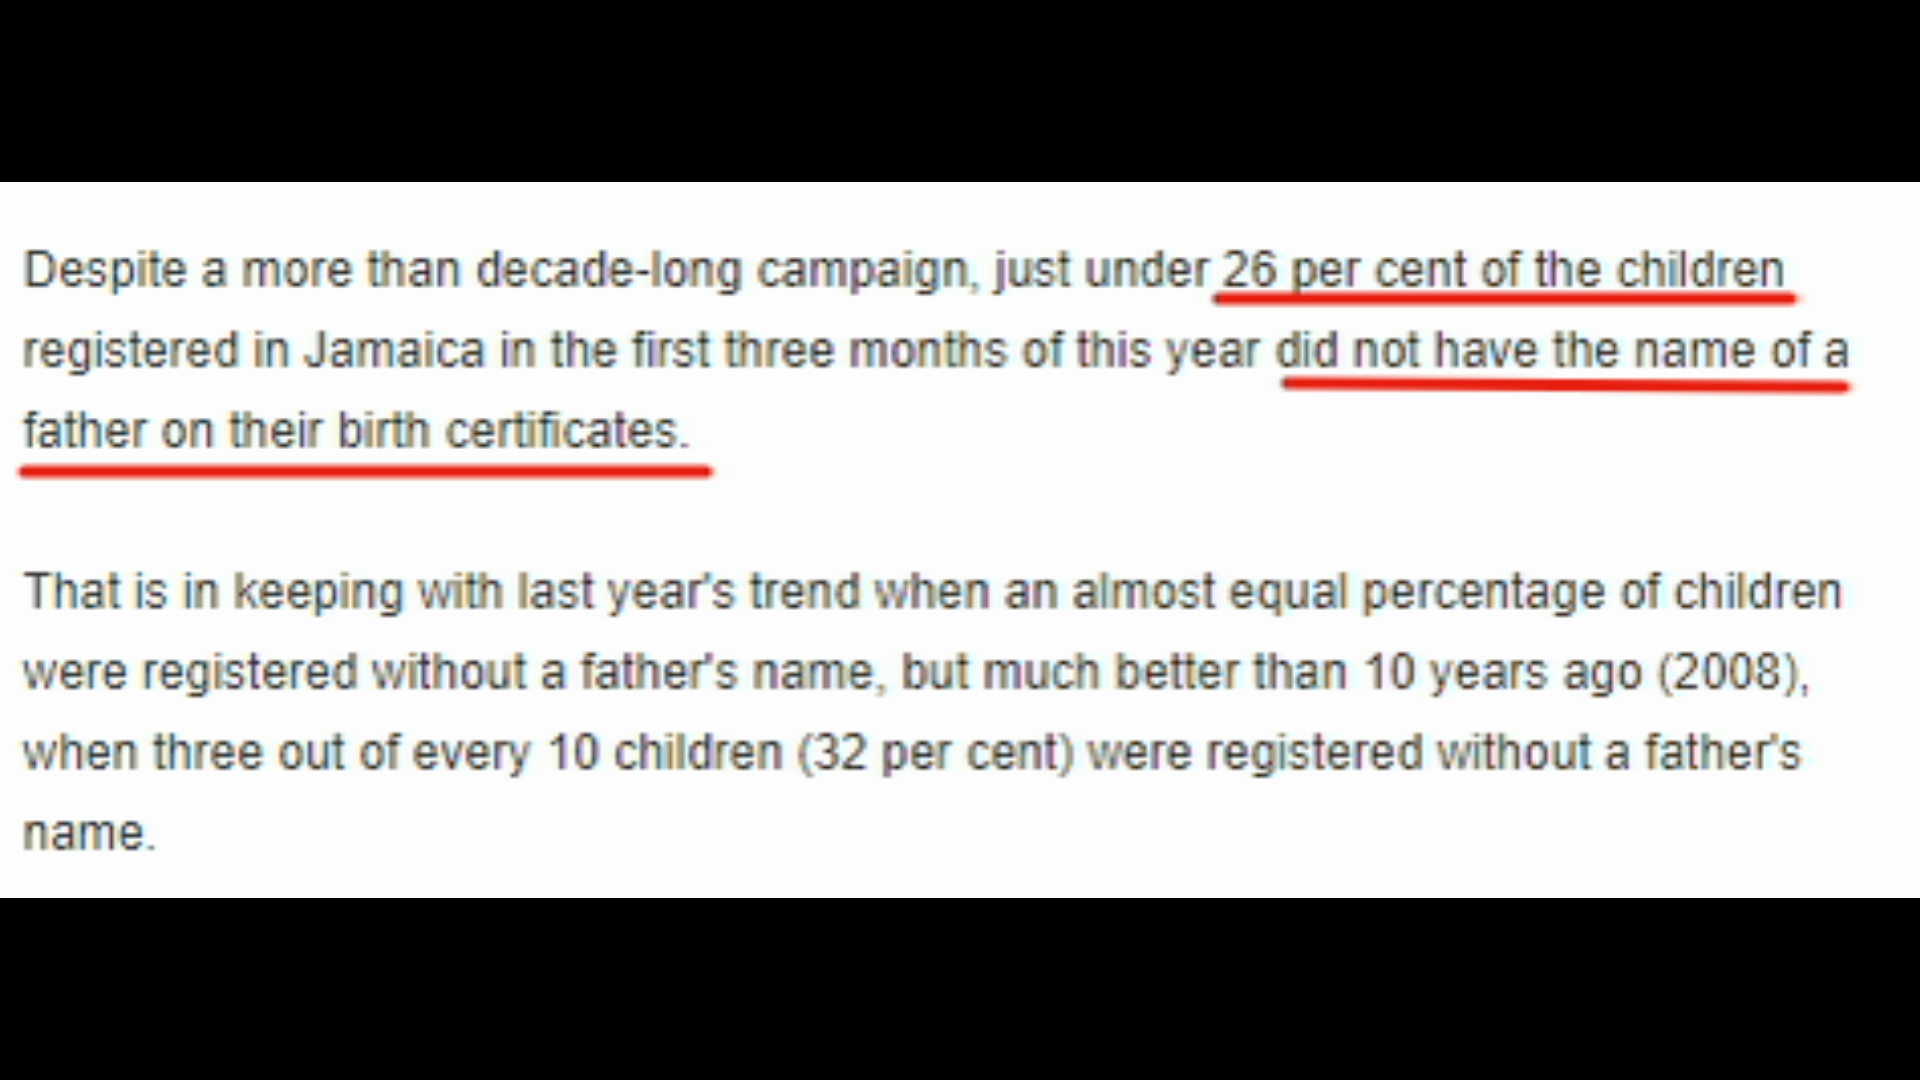 Despite a more than decade-long campaign, just under 26 per cent of the children
registered in Jamaica in the first three months of this year did not have the name of a
father on their birth certificates.
That is in keeping with last year's trend when an almost equal percentage of children
were registered without a father's name, but much better than 10 years ago (2008),
when three out of every 10 children (32 per cent) were registered without a father's
name.